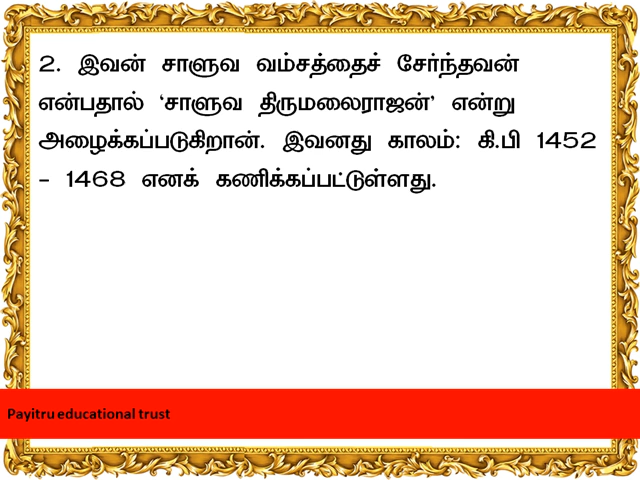 2. இவன் சாளுவ வம்சத்தைச் சேர்ந்தவன்
என்பதால் ‘சாளுவ திருமலைராஜன்’ என்று
அழைக்கப்படுகிறான். இவனது காலம்: கி.பி 1452
– 1468 எனக் கணிக்கப்பட்டுள்ளது.
Payitru educational trust